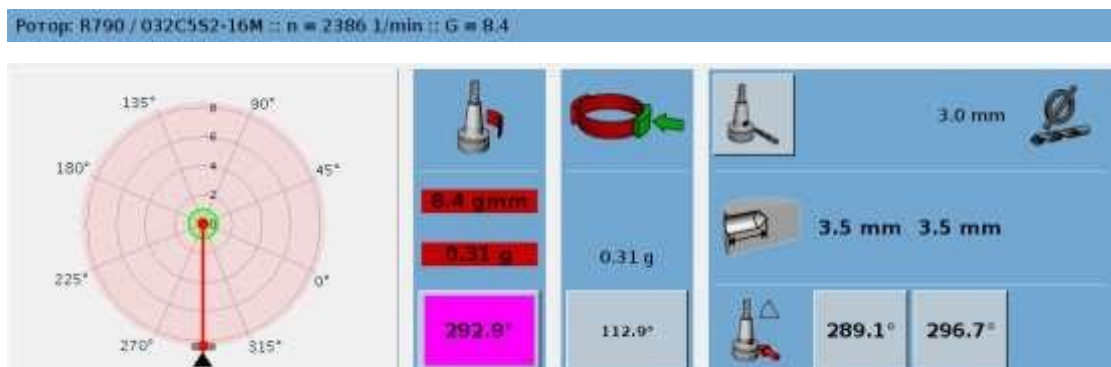 Ротор: R790 / 032C5S2-16M :: n = 2386 1/min :: G = 8.4
135° 8 90°
6
180° 4 45°
2
0
225° 0°
270° 315°
8.4 gmm
0.31 g
292.9°
0.31 g
112.9°
3.0 mm
3.5 mm 3.5 mm
289.1° 296.7°